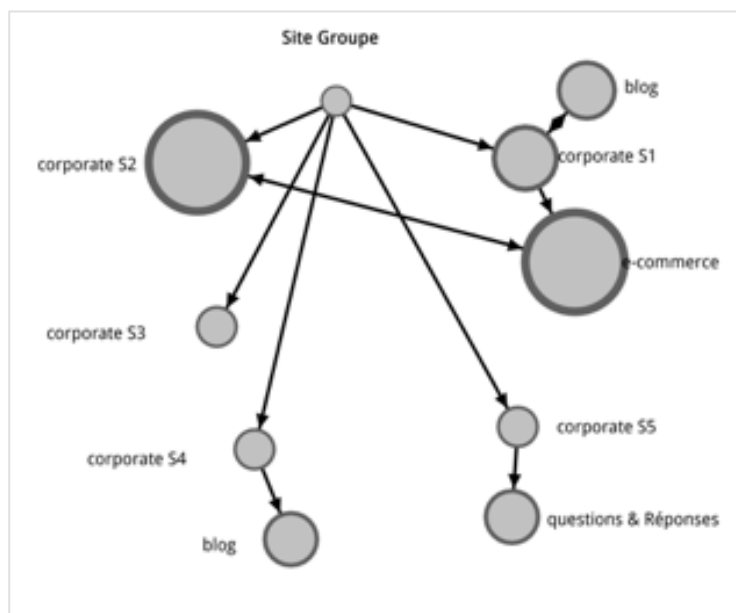 Site Groupe
blog
corporate S2
corporate S1
e-commerce
corporate S3
corporate S4
corporate S5
blog
questions & Réponses